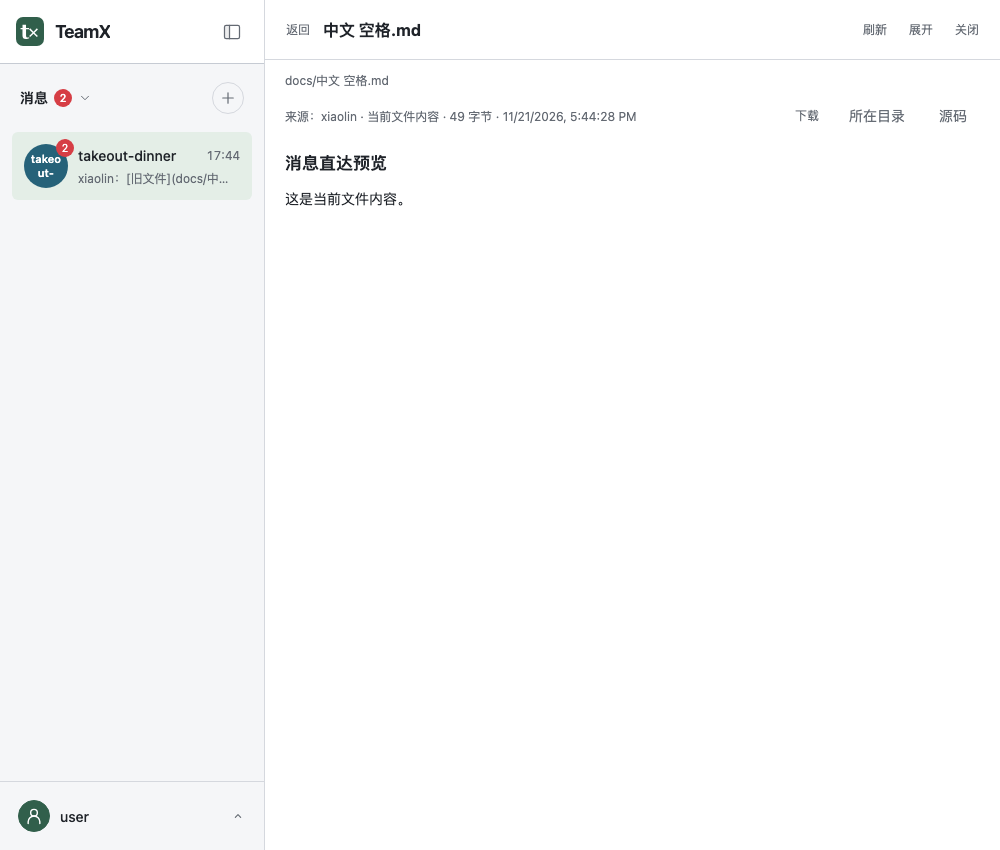 tx TeamX
消息 2
takeo
ut-
2
takeout-dinner 17:44
xiaolin：[旧文件](docs/中...
user
返回 中文 空格.md 刷新 展开 关闭
docs/中文 空格.md
来源：xiaolin · 当前文件内容 · 49 字节 · 11/21/2026, 5:44:28 PM 下载 所在目录 源码
消息直达预览
这是当前文件内容。